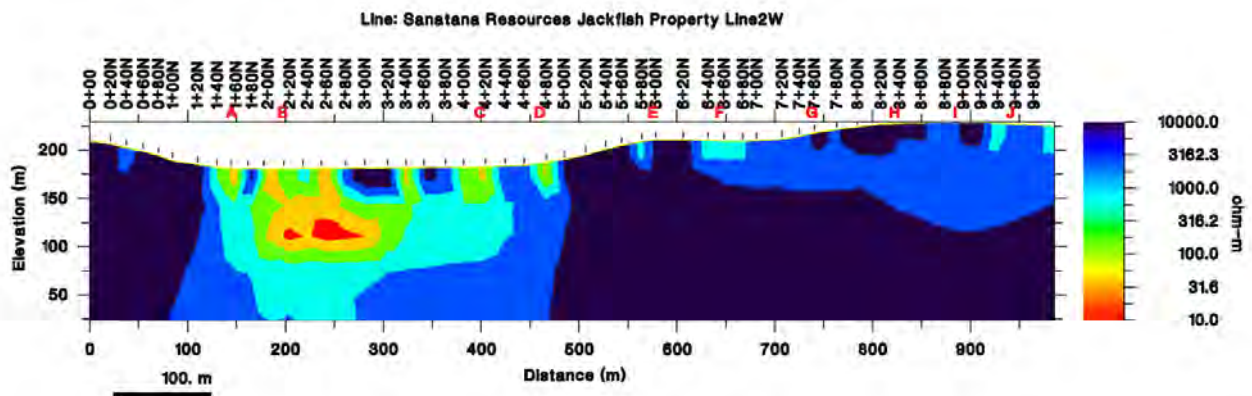 Line: Sanatana Resources Jackfish Property Line2W
0+00 0+20N 0+40N 0+60N 0+80N 1+00N 1+20N 1+40N 1+60N 1+80N 2+00N 2+20N 2+40N 2+60N 2+80N 3+00N 3+20N 3+40N 3+60N 3+80N 4+00N 4+20N 4+40N 4+60N 4+80N 5+00N 5+20N 5+40N 5+60N 5+80N 6+00N 6+20N 6+40N 6+60N 6+80N 7+00N 7+20N 7+40N 7+60N 7+80N 8+00N 8+20N 8+40N 8+60N 8+80N 9+00N 9+20N 9+40N 9+60N 9+80N
A B C D E F G H I J
Elevation (m)
200
150
100
50
0 100 200 300 400 500 600 700 800 900
Distance (m)
100. m
10000.0
3162.3
1000.0
316.2
100.0
31.6
10.0
ohm-m